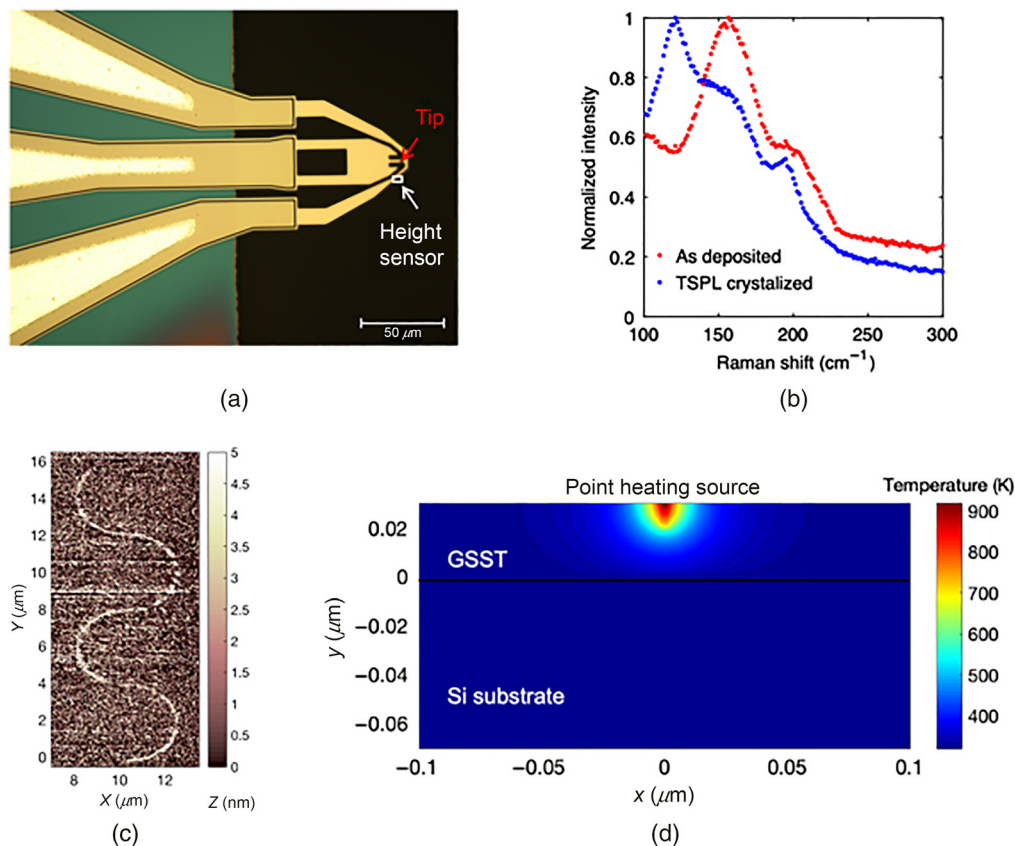 Tip
Height
sensor
50 μm
(a)
Normalized intensity
1
0.8
0.6
0.4
0.2
0
As deposited
TSPL crystalized
100 150 200 250 300
Raman shift (cm⁻¹)
(b)
Y (μm)
16
14
12
10
8
6
4
2
0
8 10 12
X (μm)
5
4.5
4
3.5
3
2.5
2
1.5
1
0.5
0
Z (nm)
(c)
Point heating source
Temperature (K)
y (μm)
0.02
0
−0.02
−0.04
−0.06
GSST
Si substrate
−0.1 −0.05 0 0.05 0.1
x (μm)
900
800
700
600
500
400
(d)